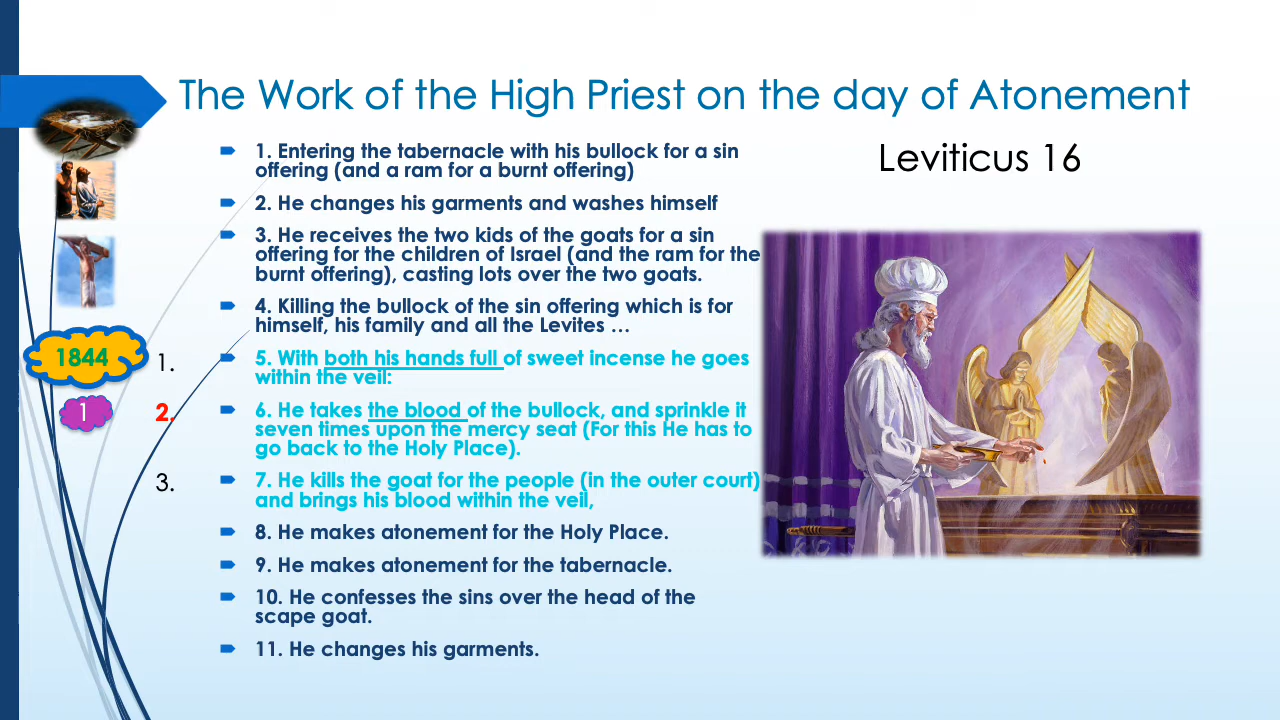 The Work of the High Priest on the day of Atonement
Leviticus 16
1. Entering the tabernacle with his bullock for a sin
offering (and a ram for a burnt offering)
2. He changes his garments and washes himself
3. He receives the two kids of the goats for a sin
offering for the children of Israel (and the ram for the
burnt offering), casting lots over the two goats.
4. Killing the bullock of the sin offering which is for
himself, his family and all the Levites …
1844
1.
5. With both his hands full of sweet incense he goes
within the veil:
1
2.
6. He takes the blood of the bullock, and sprinkle it
seven times upon the mercy seat (For this He has to
go back to the Holy Place).
3.
7. He kills the goat for the people (in the outer court)
and brings his blood within the veil,
8. He makes atonement for the Holy Place.
9. He makes atonement for the tabernacle.
10. He confesses the sins over the head of the
scape goat.
11. He changes his garments.